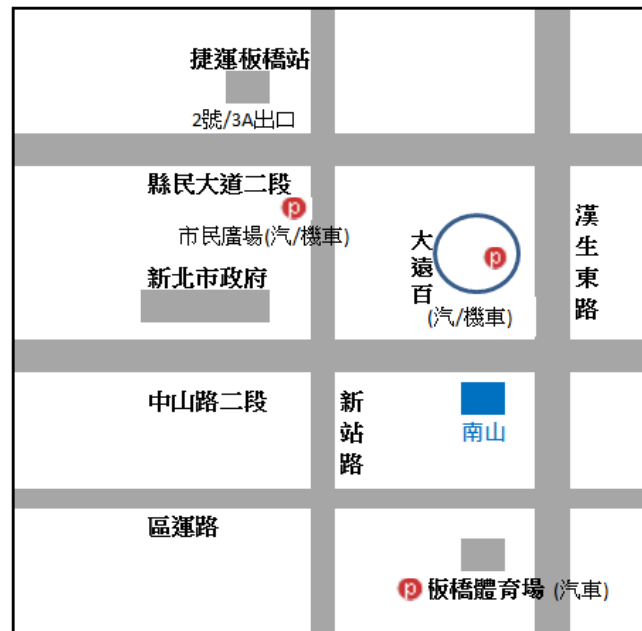 捷運板橋站
2號/3A出口
縣民大道二段
p
市民廣場(汽/機車)
新北市政府
大遠百
p
(汽/機車)
漢生東路
中山路二段
新站路
南山
區運路
p 板橋體育場 (汽車)